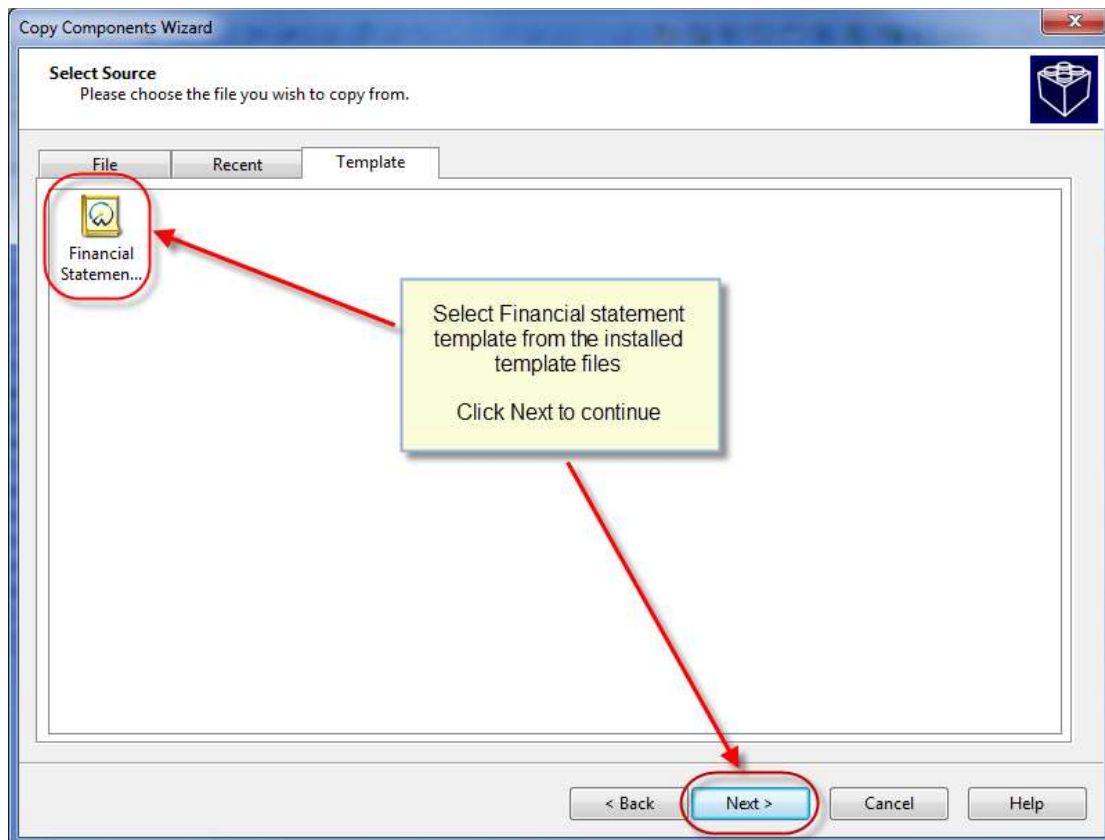 Copy Components Wizard
Select Source
Please choose the file you wish to copy from.
File
Recent
Template
Financial
Statemen...
Select Financial statement
template from the installed
template files
Click Next to continue
< Back
Next >
Cancel
Help